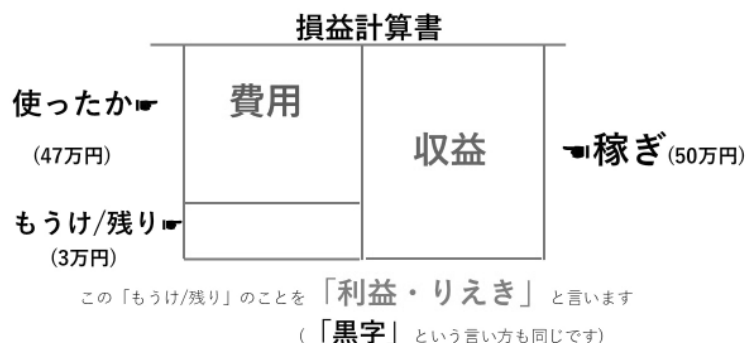 損益計算書
使ったか☛ 費用
(47万円)
収益 ☚稼ぎ(50万円)
もうけ/残り☛
(3万円)
この「もうけ/残り」のことを「利益・りえき」と言います
(「黒字」という言い方も同じです)